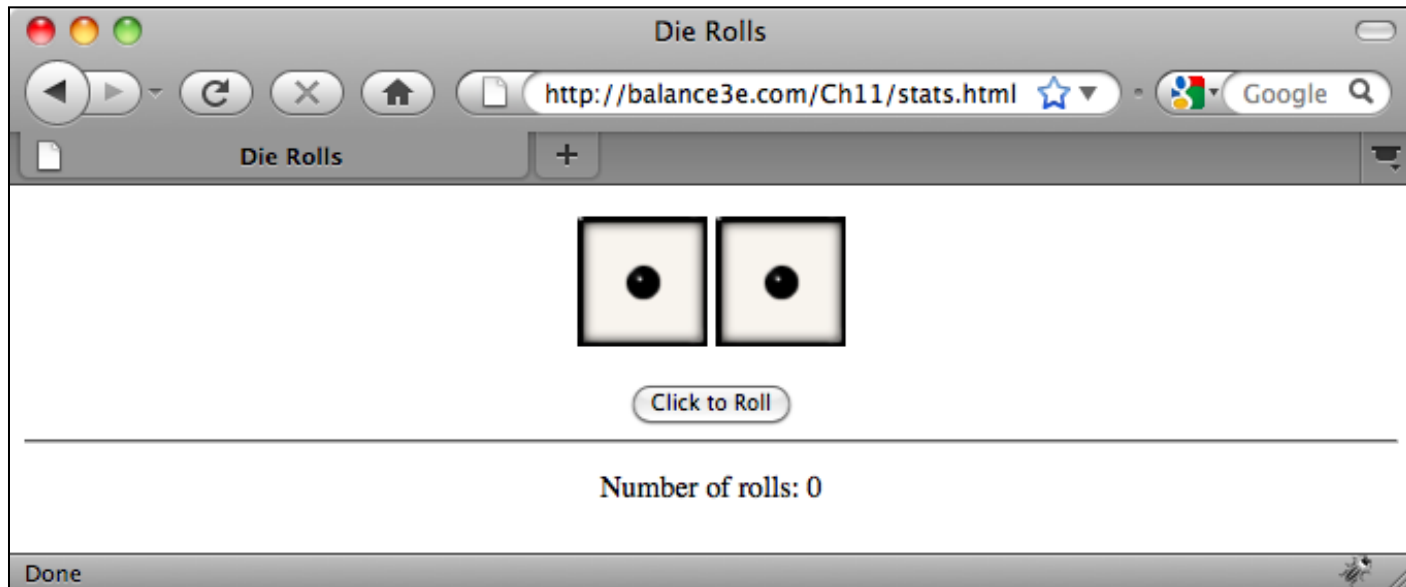 Die Rolls
http://balance3e.com/Ch11/stats.html
Google
Die Rolls
Click to Roll
Number of rolls: 0
Done